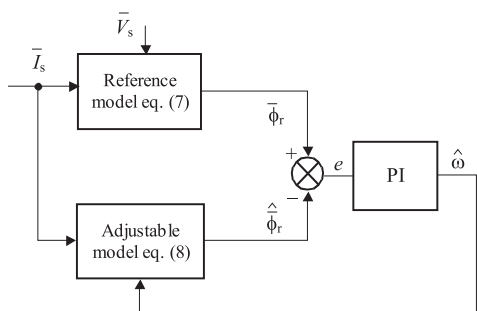 V̄s
Īs
Reference
model eq. (7)
ϕ̄r
+
e
PI
ω̂
−
Adjustable
model eq. (8)
ϕ̄̂r